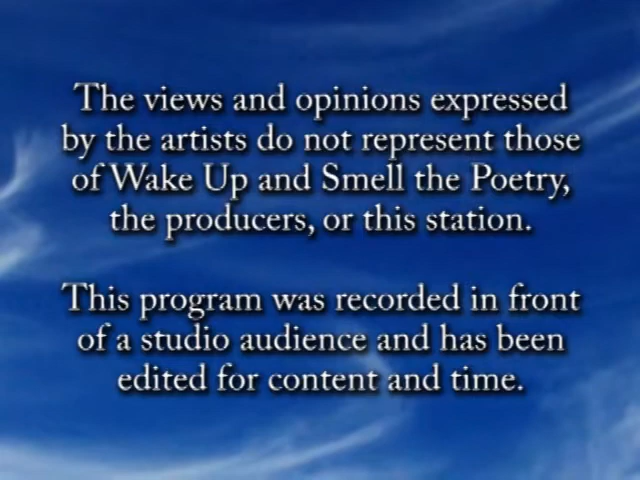 The views and opinions expressed
by the artists do not represent those
of Wake Up and Smell the Poetry,
the producers, or this station.
This program was recorded in front
of a studio audience and has been
edited for content and time.